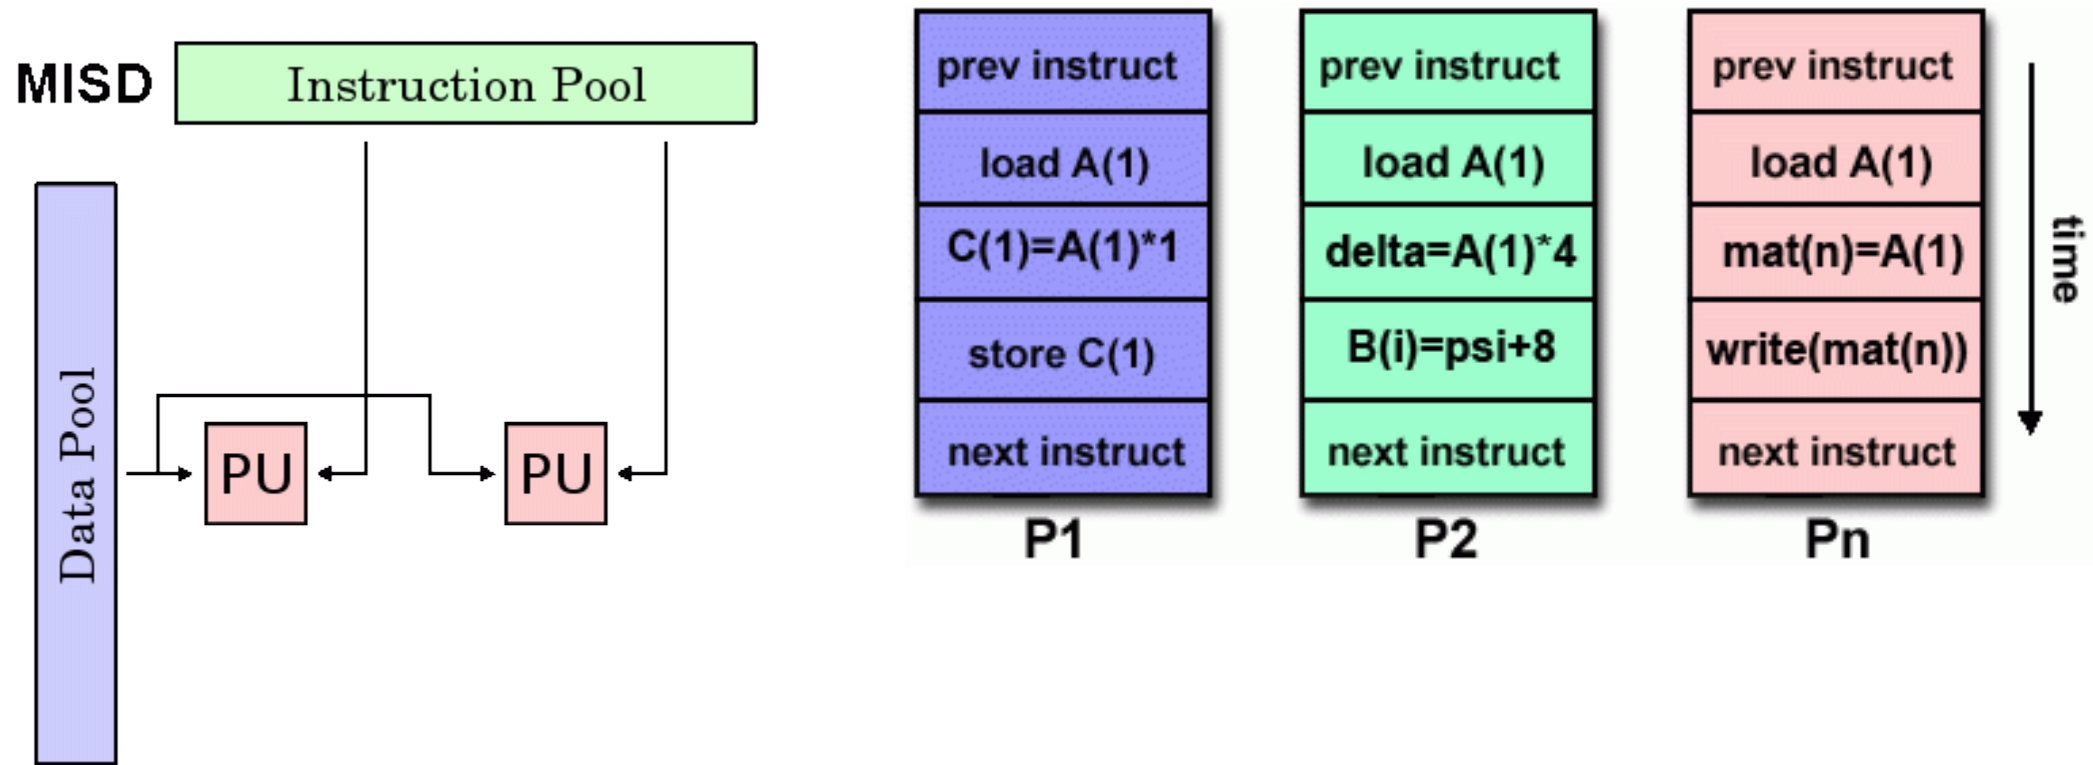 MISD
Instruction Pool
Data Pool
PU
PU
prev instruct
load A(1)
C(1)=A(1)*1
store C(1)
next instruct
P1
prev instruct
load A(1)
delta=A(1)*4
B(i)=psi+8
next instruct
P2
prev instruct
load A(1)
mat(n)=A(1)
write(mat(n))
next instruct
Pn
time